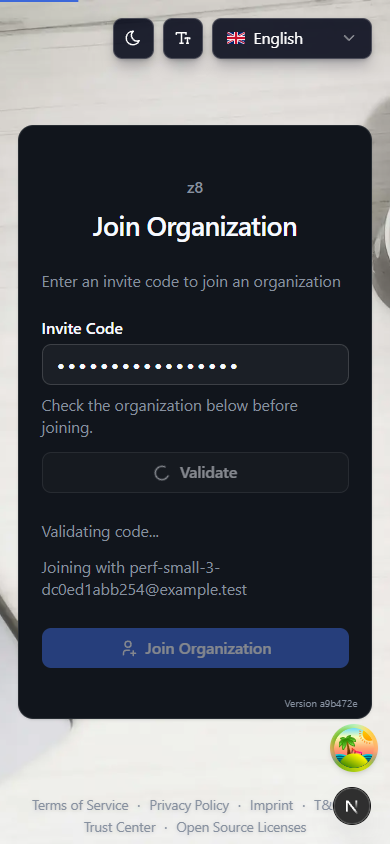 English
z8
Join Organization
Enter an invite code to join an organization
Invite Code
•••••••••••••••••
Check the organization below before
joining.
Validate
Validating code...
Joining with perf-small-3-
dc0ed1abb254@example.test
Join Organization
Version a9b472e
Terms of Service · Privacy Policy · Imprint · T&
N
Trust Center · Open Source Licenses